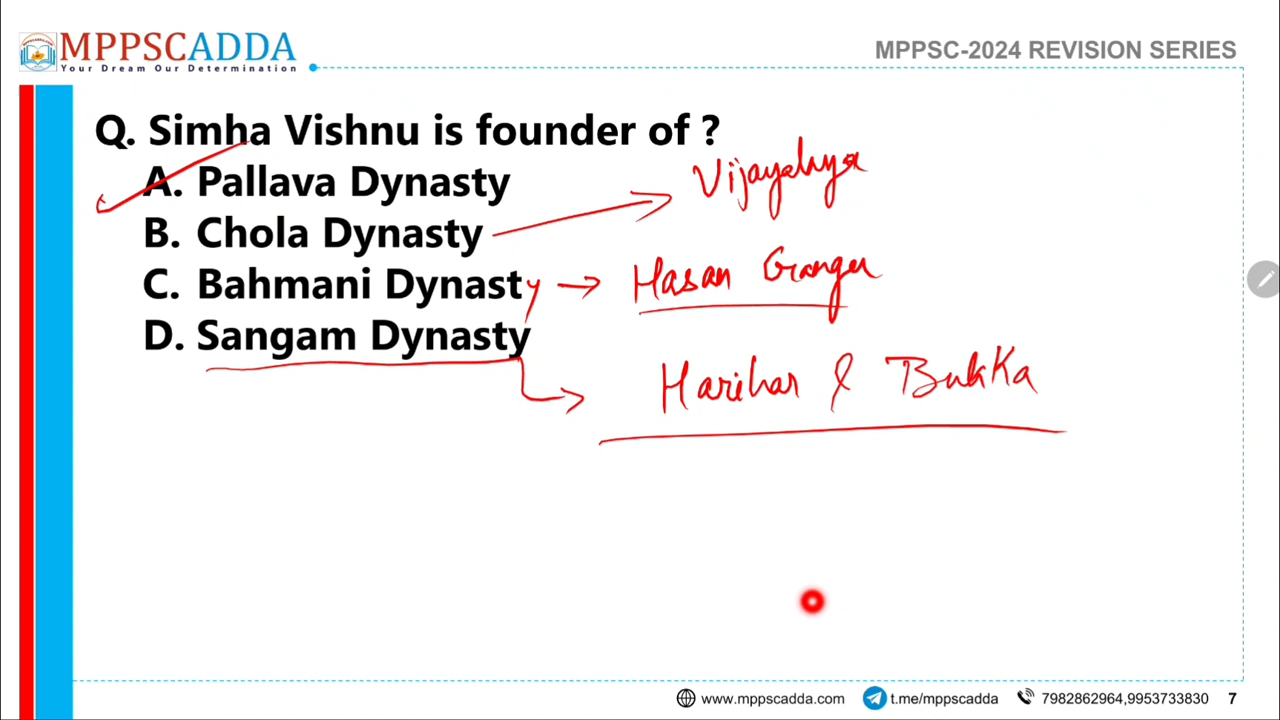 MPPSCADDA
Your Dream Our Determination
MPPSC-2024 REVISION SERIES
Q. Simha Vishnu is founder of ?
A. Pallava Dynasty
B. Chola Dynasty
Vijayalya
C. Bahmani Dynasty
Hasan Gangu
D. Sangam Dynasty
Harihar & Bukka
www.mppscadda.com t.me/mppscadda 7982862964,9953733830 7